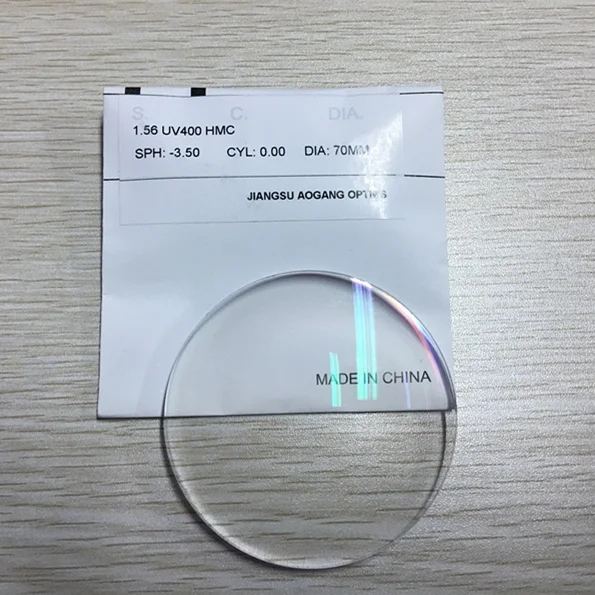 S. C. DIA.
1.56 UV400 HMC
SPH: -3.50 CYL: 0.00 DIA: 70MM
JIANGSU AOGANG OPTICS
MADE IN CHINA